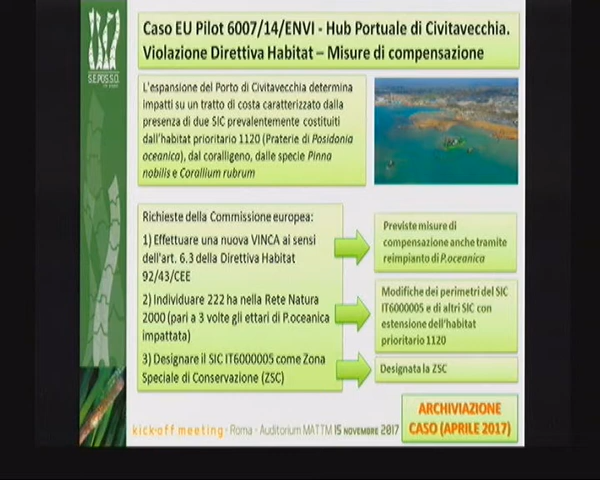 Caso EU Pilot 6007/14/ENVI - Hub Portuale di Civitavecchia.
Violazione Direttiva Habitat – Misure di compensazione
S.E.POS.S.O.
L'espansione del Porto di Civitavecchia determina
impatti su un tratto di costa caratterizzato dalla
presenza di due SIC prevalentemente costituiti
dall'habitat prioritario 1120 (Praterie di Posidonia
oceanica), dal coralligeno, dalle specie Pinna
nobilis e Corallium rubrum
Richieste della Commissione europea:
1) Effettuare una nuova VINCA ai sensi
dell'art. 6.3 della Direttiva Habitat
92/43/CEE
2) Individuare 222 ha nella Rete Natura
2000 (pari a 3 volte gli ettari di P.oceanica
impattata)
3) Designare il SIC IT6000005 come Zona
Speciale di Conservazione (ZSC)
Previste misure di
compensazione anche tramite
reimpianto di P.oceanica
Modifiche dei perimetri del SIC
IT6000005 e di altri SIC con
estensione dell'habitat
prioritario 1120
Designata la ZSC
ARCHIVIAZIONE
CASO (APRILE 2017)
kick-off meeting - Roma - Auditorium MATTM 15 NOVEMBRE 2017